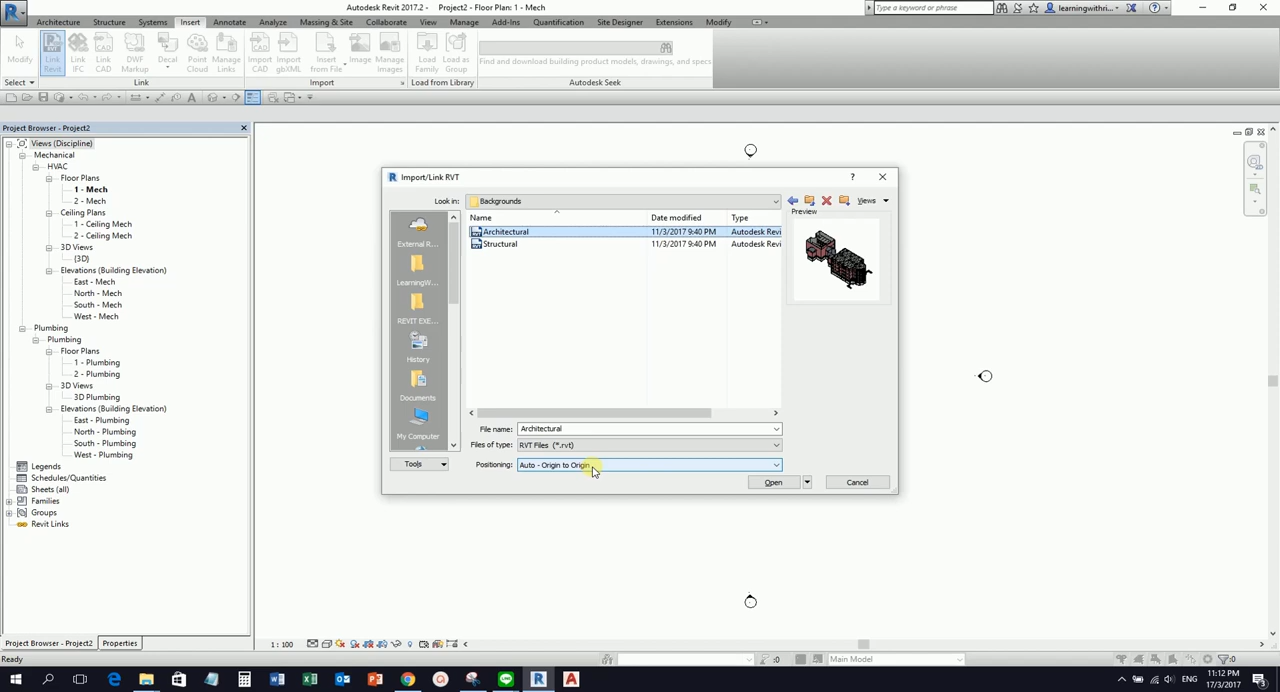 Autodesk Revit 2017.2 - Project2 - Floor Plan: 1 - Mech
Type a keyword or phrase
learningwithri...
Architecture Structure Systems Insert Annotate Analyze Massing & Site Collaborate View Manage Add-Ins Quantification Site Designer Extensions Modify
Modify
Link Revit
Link IFC
Link CAD
DWF Markup
Decal
Point Cloud
Manage Links
Import CAD
Import gbXML
Insert from File
Image
Manage Images
Load Family
Load as Group
Find and download building product models, drawings, and specs
Select
Link
Import
Load from Library
Autodesk Seek
Project Browser - Project2
Views (Discipline)
Mechanical
HVAC
Floor Plans
1 - Mech
2 - Mech
Ceiling Plans
1 - Ceiling Mech
2 - Ceiling Mech
3D Views
{3D}
Elevations (Building Elevation)
East - Mech
North - Mech
South - Mech
West - Mech
Plumbing
Plumbing
Floor Plans
1 - Plumbing
2 - Plumbing
3D Views
3D Plumbing
Elevations (Building Elevation)
East - Plumbing
North - Plumbing
South - Plumbing
West - Plumbing
Legends
Schedules/Quantities
Sheets (all)
Families
Groups
Revit Links
Import/Link RVT
Look in: Backgrounds
Views
Name Date modified Type
Preview
Architectural 11/3/2017 9:40 PM Autodesk Revi
Structural 11/3/2017 9:40 PM Autodesk Revi
External R...
LearningW...
REVIT EXE...
History
Documents
My Computer
File name: Architectural
Files of type: RVT Files (*.rvt)
Tools
Positioning: Auto - Origin to Origin
Open
Cancel
Project Browser - Project2 Properties
1 : 100
Ready
:0
Main Model
:0
ENG
11:12 PM
17/3/2017
3